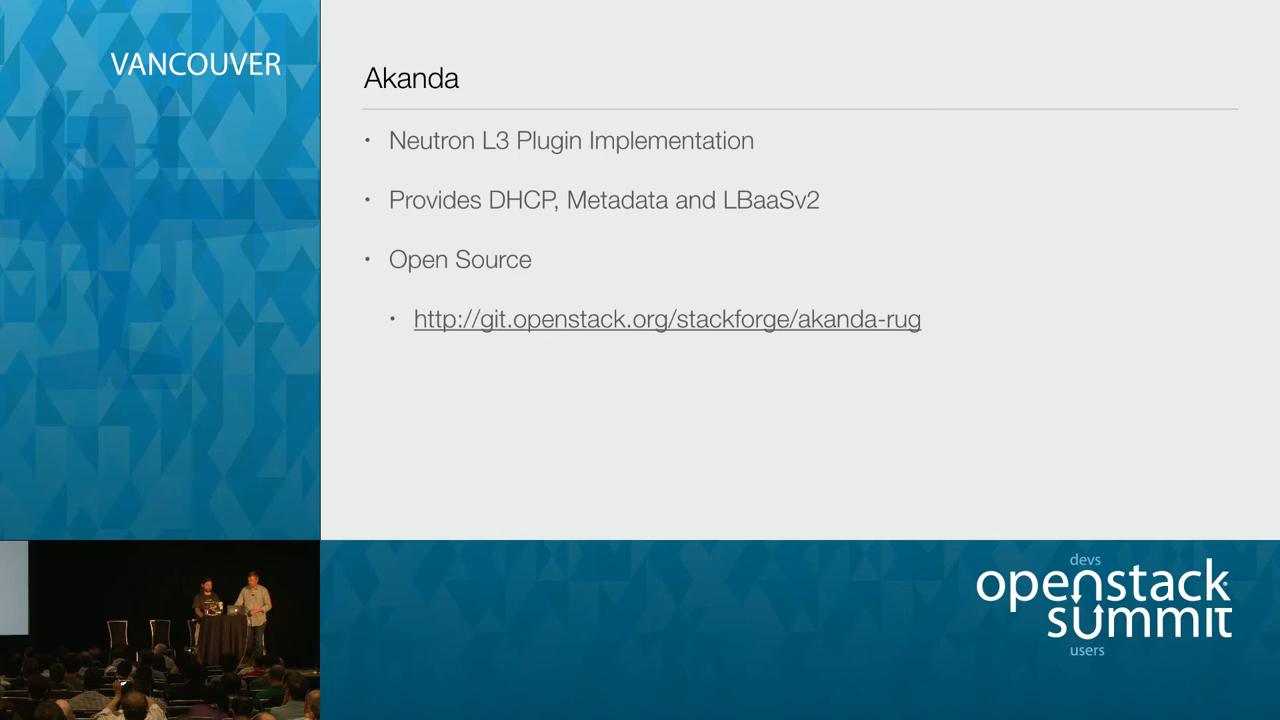 VANCOUVER
Akanda
• Neutron L3 Plugin Implementation
• Provides DHCP, Metadata and LBaaSv2
• Open Source
• http://git.openstack.org/stackforge/akanda-rug
devs
openstack
summit
users